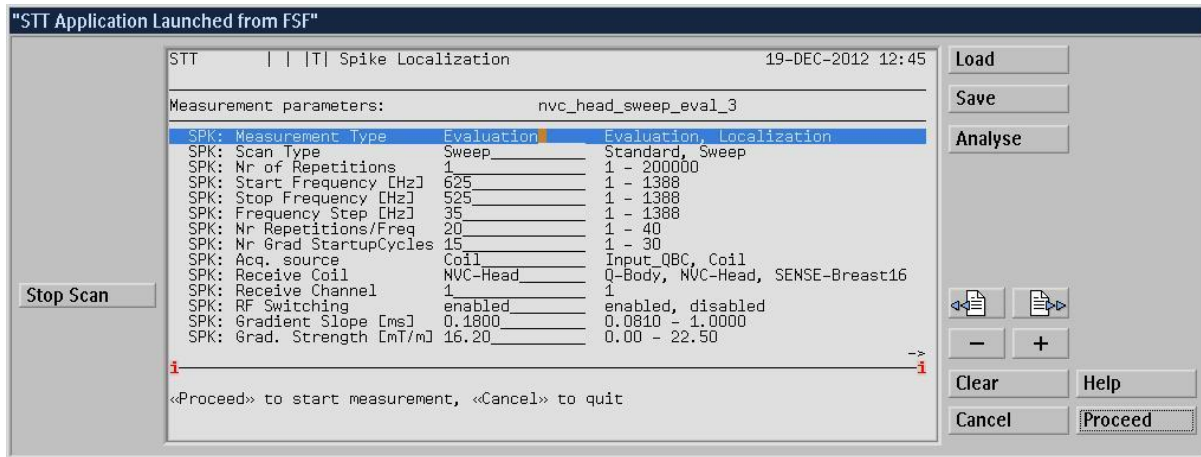 "STT Application Launched from FSF"
STT | | |T| Spike Localization 19-DEC-2012 12:45
Measurement parameters: nvc_head_sweep_eval_3
SPK: Measurement Type Evaluation Evaluation, Localization
SPK: Scan Type Sweep Standard, Sweep
SPK: Nr of Repetitions 1 1 - 200000
SPK: Start Frequency [Hz] 625 1 - 1388
SPK: Stop Frequency [Hz] 525 1 - 1388
SPK: Frequency Step [Hz] 35 1 - 1388
SPK: Nr Repetitions/Freq 20 1 - 40
SPK: Nr Grad StartupCycles 15 1 - 30
SPK: Acq. source Coil Input_QBC, Coil
SPK: Receive Coil NVC-Head Q-Body, NVC-Head, SENSE-Breast16
SPK: Receive Channel 1 1
SPK: RF Switching enabled enabled, disabled
SPK: Gradient Slope [ms] 0.1800 0.0810 - 1.0000
SPK: Grad. Strength [mT/m] 16.20 0.00 - 22.50
->
i i
«Proceed» to start measurement, «Cancel» to quit
Stop Scan
Load
Save
Analyse
- +
Clear Help
Cancel Proceed